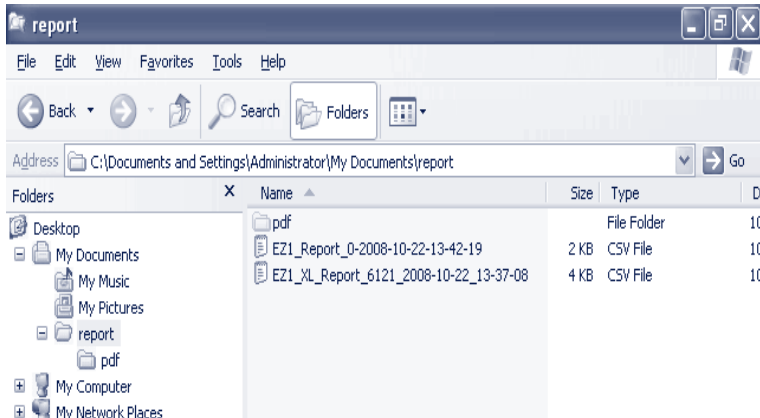 report
File Edit View Favorites Tools Help
Back Search Folders
Address C:\Documents and Settings\Administrator\My Documents\report Go
Folders X Name Size Type D
Desktop pdf File Folder 10
My Documents EZ1_Report_0-2008-10-22-13-42-19 2 KB CSV File 10
My Music EZ1_XL_Report_6121_2008-10-22_13-37-08 4 KB CSV File 10
My Pictures
report
pdf
My Computer
My Network Places